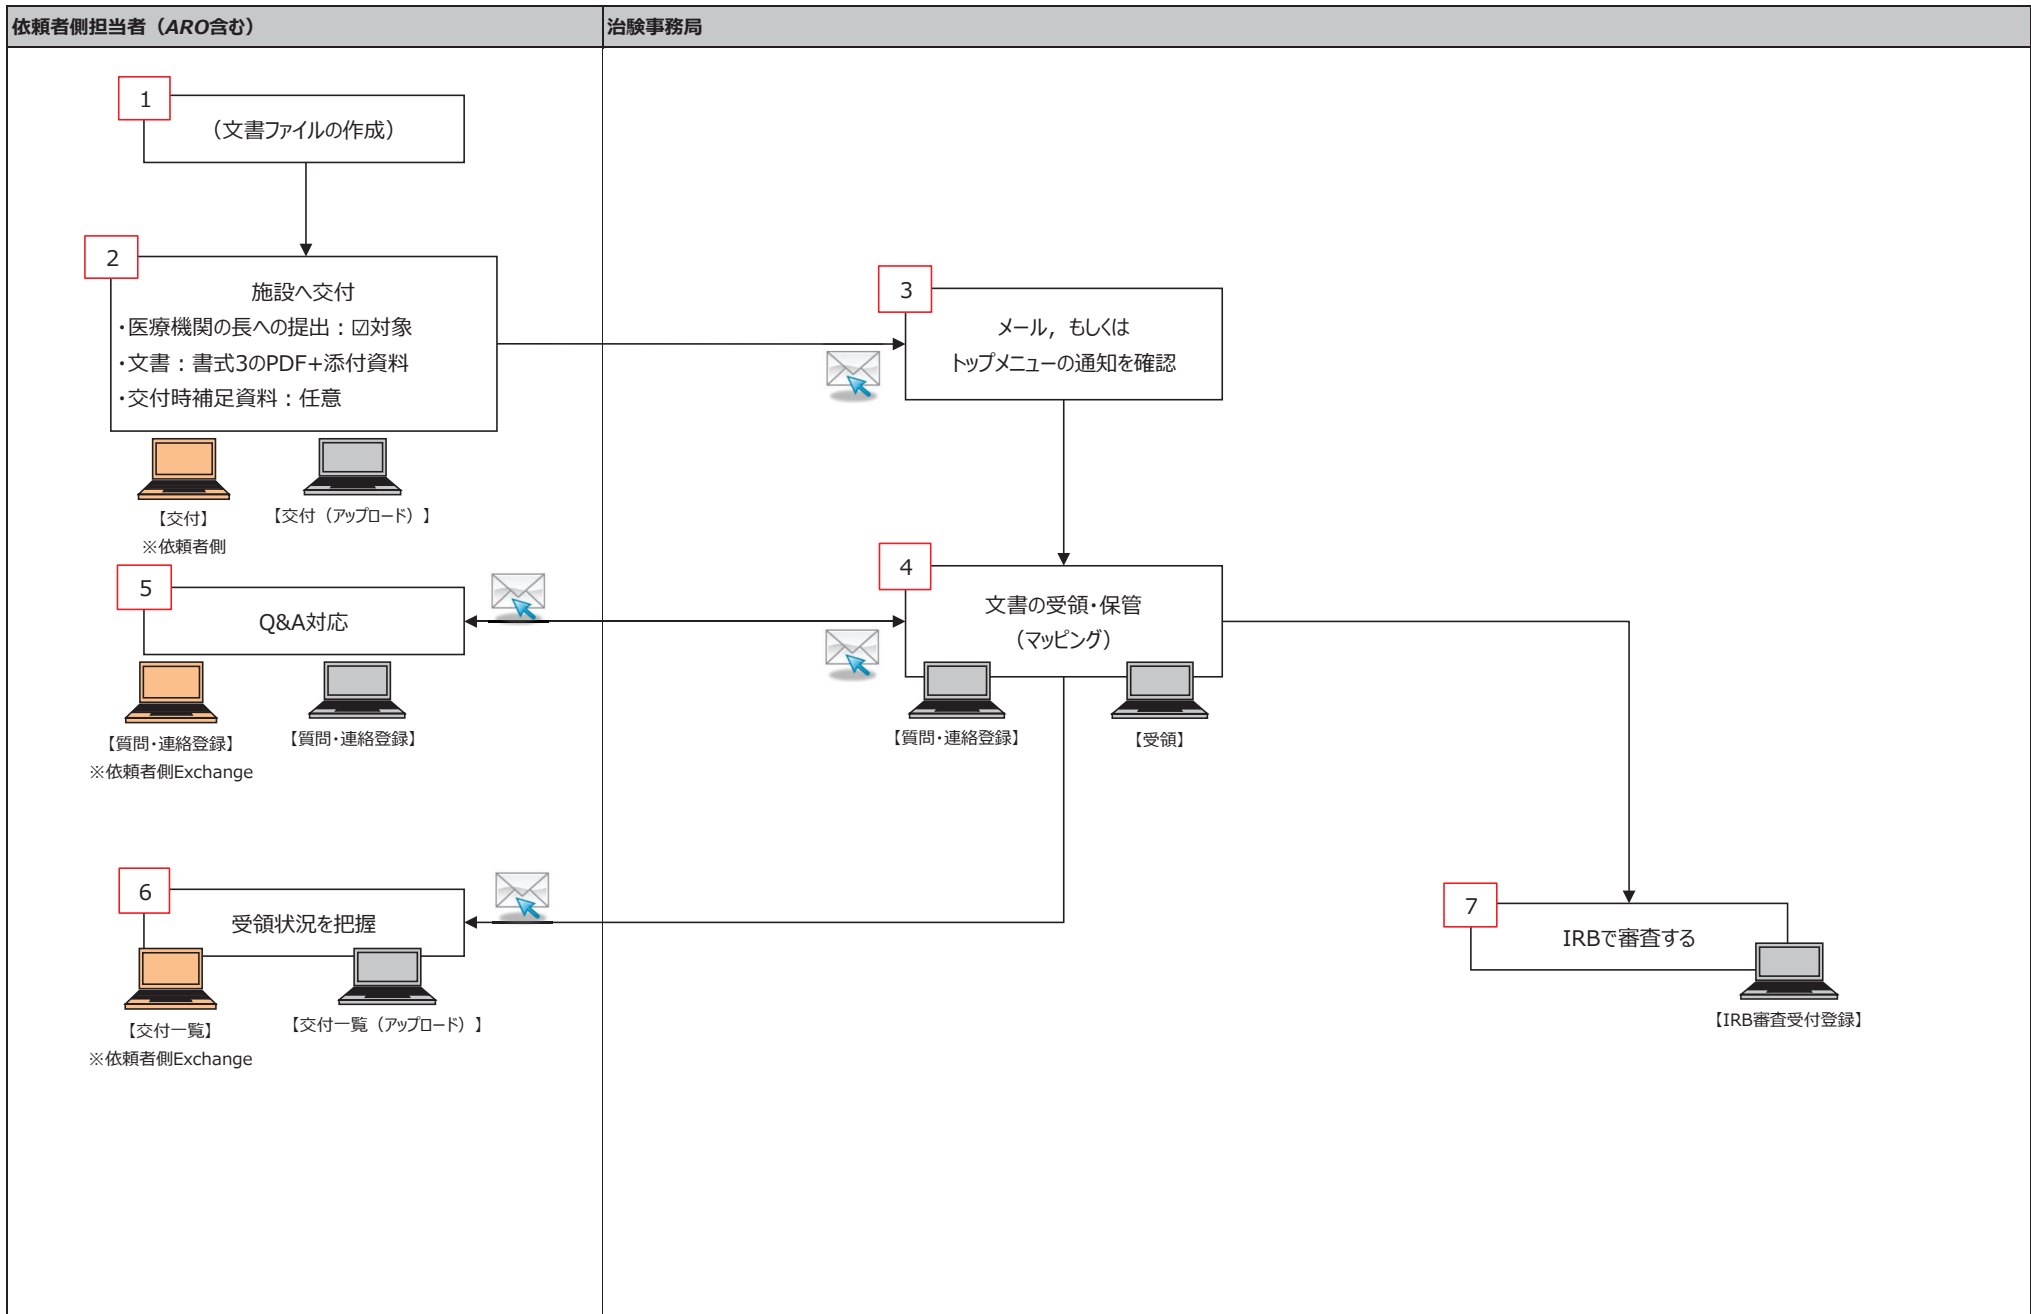 依頼者側担当者（ARO含む）
治験事務局
1
（文書ファイルの作成）
2
施設へ交付
・医療機関の長への提出：☑対象
・文書：書式3のPDF+添付資料
・交付時補足資料：任意
【交付】
※依頼者側
【交付（アップロード）】
3
メール，もしくは
トップメニューの通知を確認
4
文書の受領・保管
（マッピング）
【質問・連絡登録】
【受領】
5
Q&A対応
【質問・連絡登録】
※依頼者側Exchange
【質問・連絡登録】
6
受領状況を把握
【交付一覧】
※依頼者側Exchange
【交付一覧（アップロード）】
7
IRBで審査する
【IRB審査受付登録】